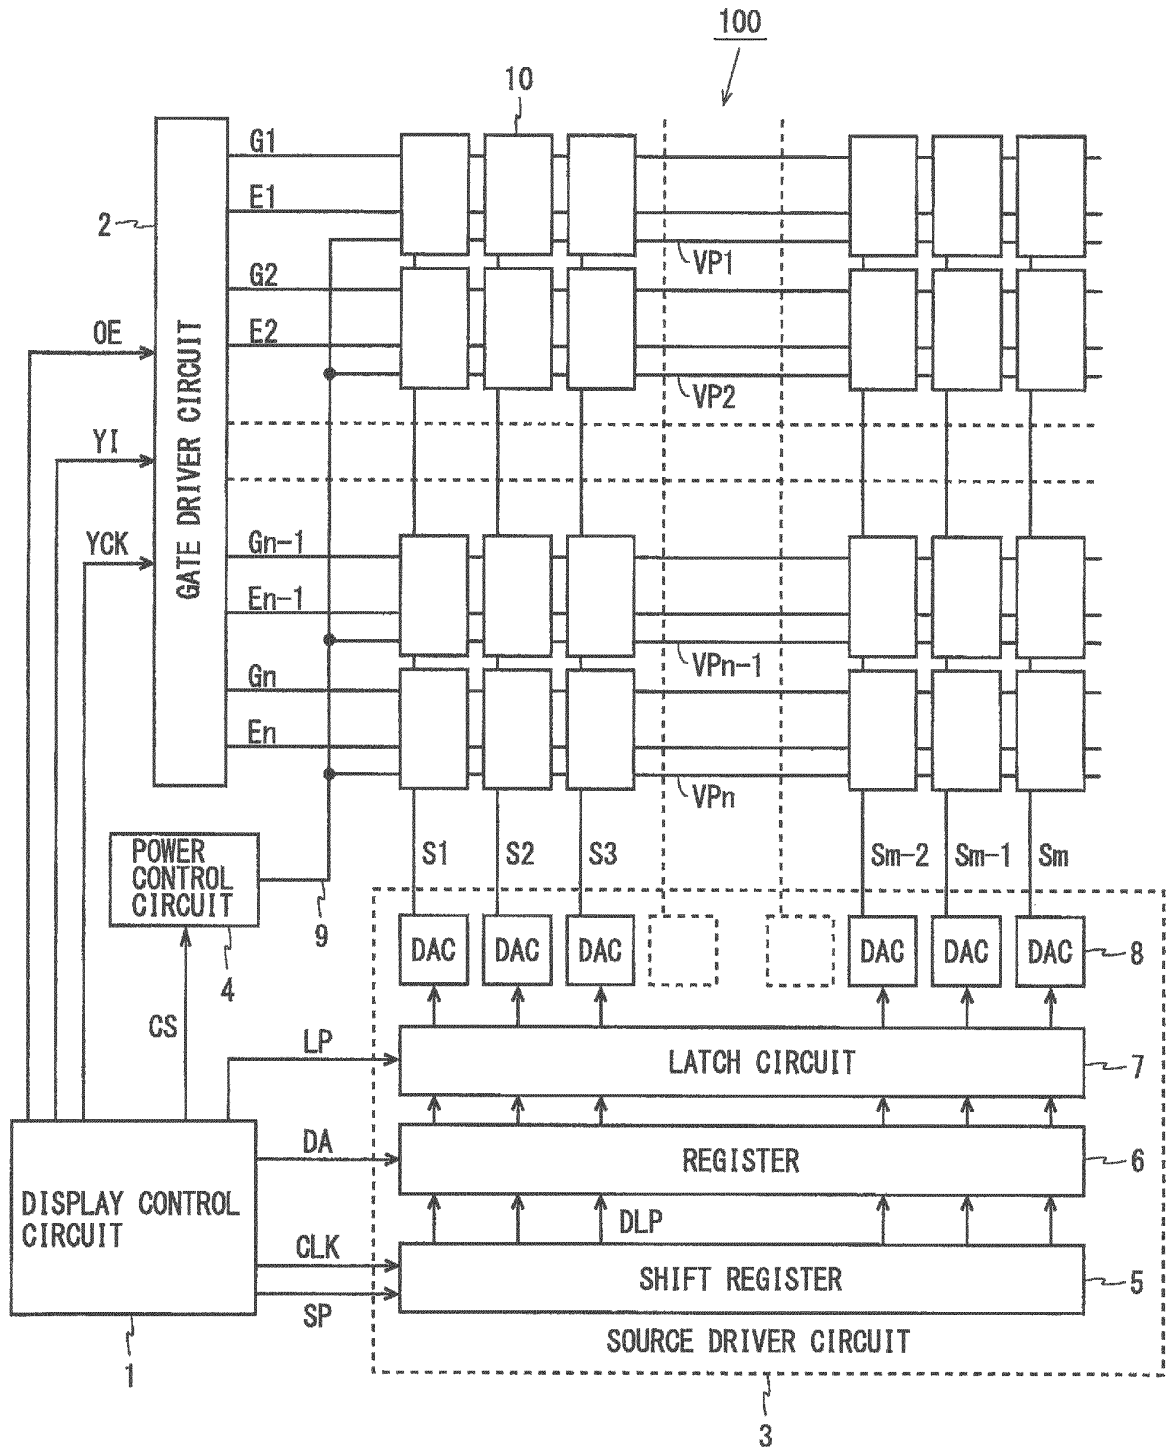 100
10
G1
E1
2
VP1
G2
OE
E2
VP2
YI
GATE DRIVER CIRCUIT
YCK
Gn-1
En-1
VPn-1
Gn
En
VPn
POWER
CONTROL
CIRCUIT
S1
S2
S3
Sm-2
Sm-1
Sm
9
4
DAC
DAC
DAC
DAC
DAC
DAC
8
CS
LP
LATCH CIRCUIT
7
DA
REGISTER
6
DISPLAY CONTROL
CIRCUIT
DLP
CLK
SHIFT REGISTER
5
SP
SOURCE DRIVER CIRCUIT
1
3